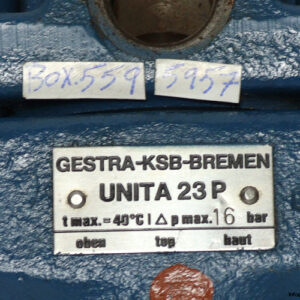 BOX.559 5957
GESTRA-KSB-BREMEN
UNITA 23 P
t max.= 40°C | Δ p max. 16 bar
oben top haut